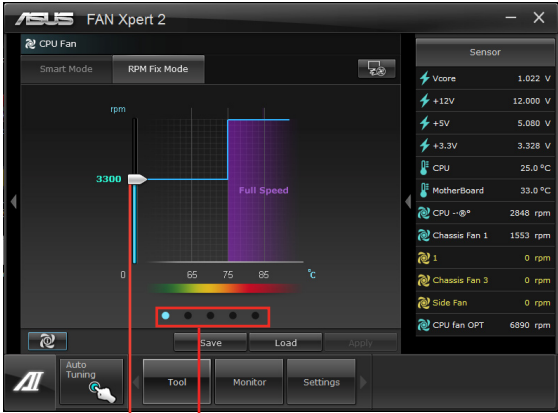 ASUS FAN Xpert 2
CPU Fan
Smart Mode
RPM Fix Mode
rpm
3300
Full Speed
0
65
75
85
°C
Save
Load
Apply
Sensor
Vcore 1.022 V
+12V 12.000 V
+5V 5.080 V
+3.3V 3.328 V
CPU 25.0 ºC
MotherBoard 33.0 ºC
CPU --®° 2848 rpm
Chassis Fan 1 1553 rpm
1 0 rpm
Chassis Fan 3 0 rpm
Side Fan 0 rpm
CPU fan OPT 6890 rpm
Auto
Tuning
Tool
Monitor
Settings